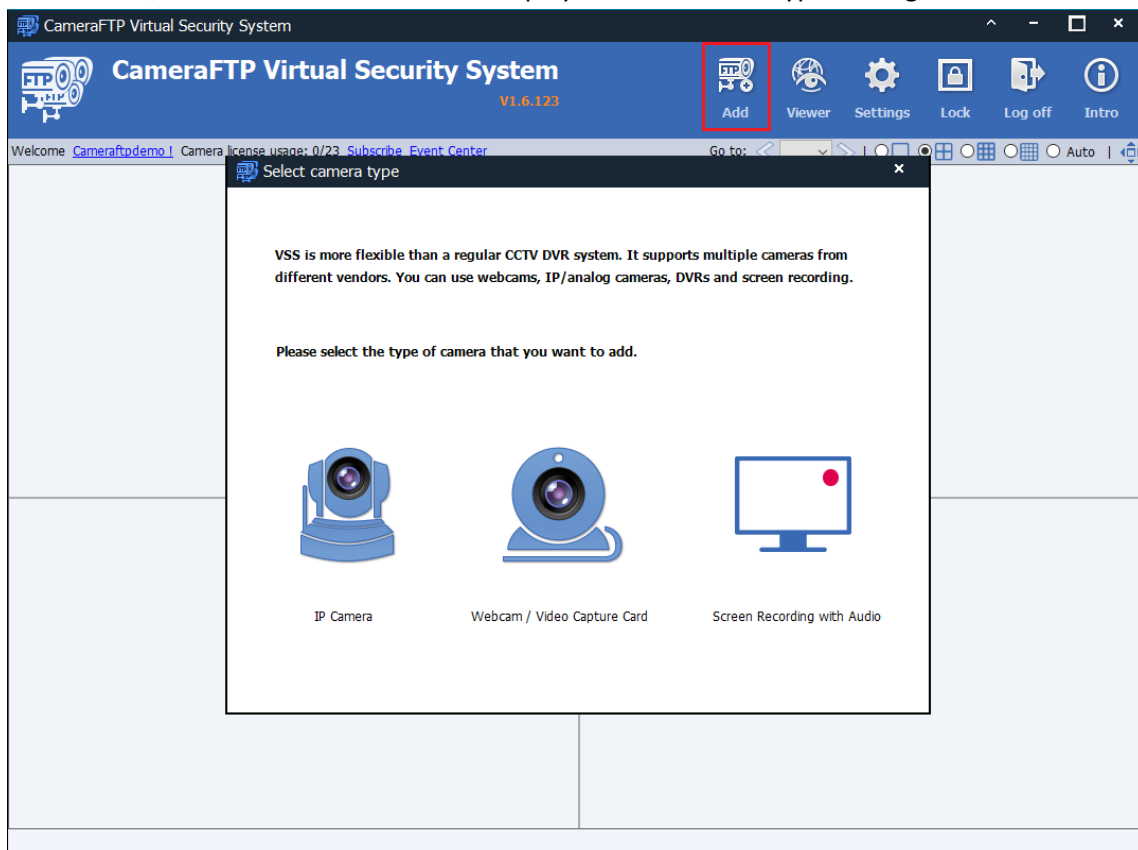 CameraFTP Virtual Security System
FTP
FTP
CameraFTP Virtual Security System
V1.6.123
FTP
Add Viewer Settings Lock Log off Intro
Welcome Cameraftpdemo ! Camera license usage: 0/23 Subscribe Event Center Go to: Auto
Select camera type
VSS is more flexible than a regular CCTV DVR system. It supports multiple cameras from
different vendors. You can use webcams, IP/analog cameras, DVRs and screen recording.
Please select the type of camera that you want to add.
IP Camera Webcam / Video Capture Card Screen Recording with Audio